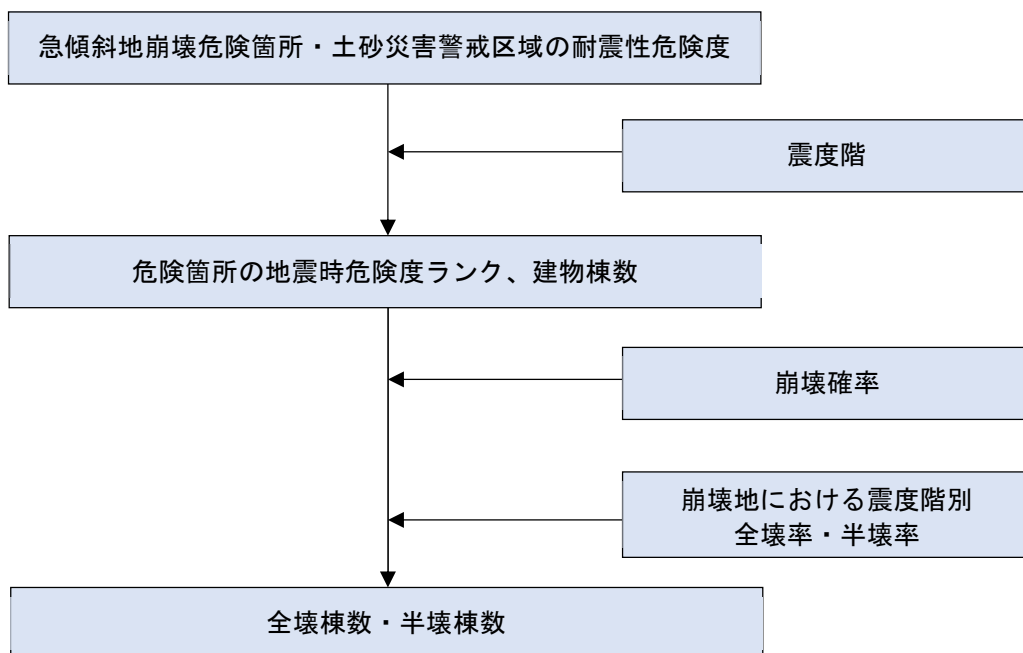 急傾斜地崩壊危険箇所・土砂災害警戒区域の耐震性危険度
震度階
危険箇所の地震時危険度ランク、建物棟数
崩壊確率
崩壊地における震度階別
全壊率・半壊率
全壊棟数・半壊棟数